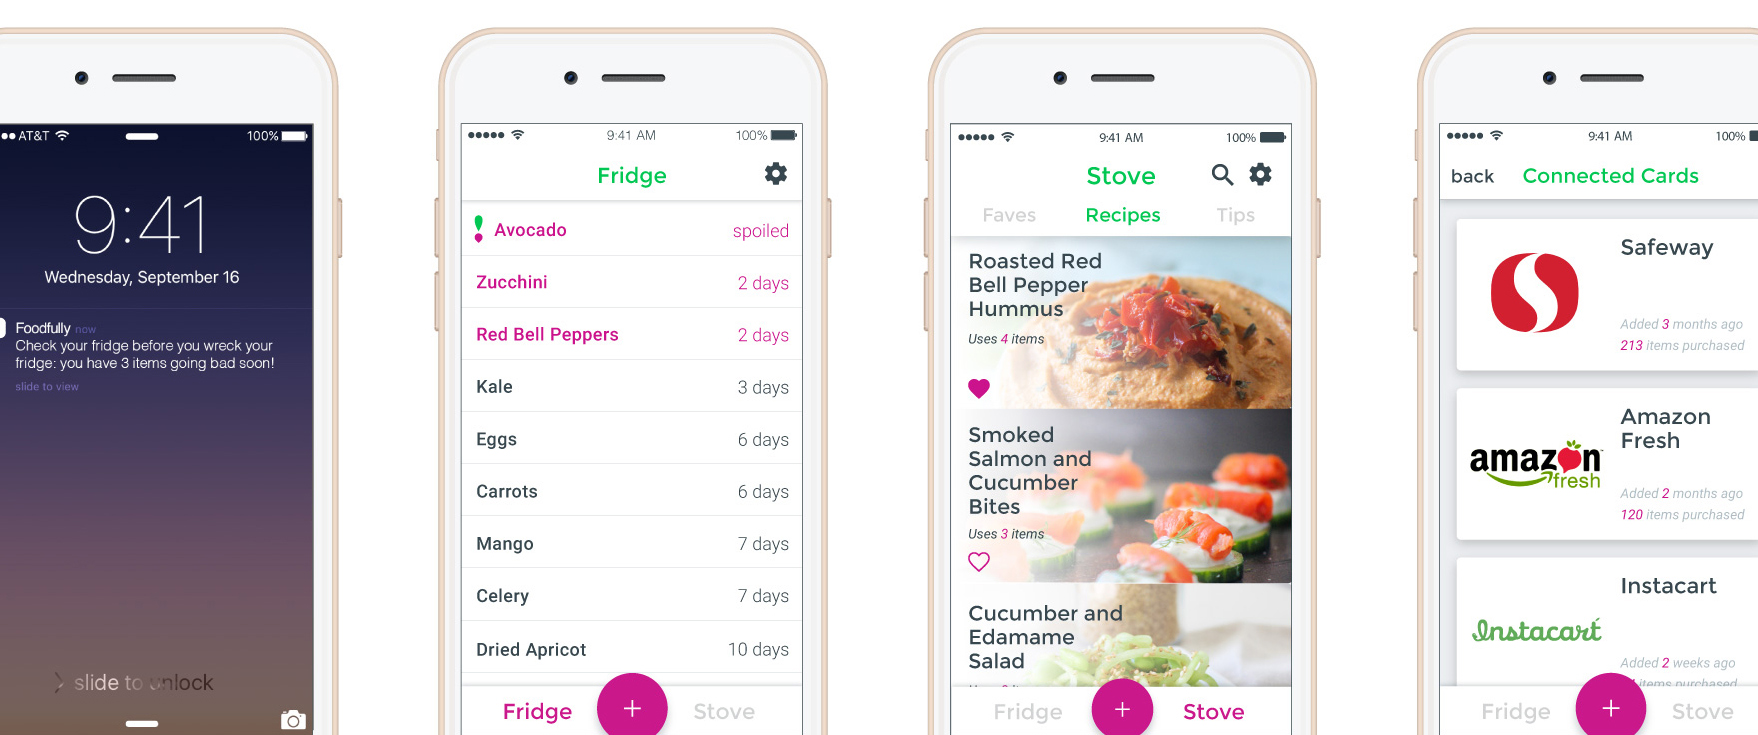 AT&T 100%
9:41
Wednesday, September 16
Foodfully now
Check your fridge before you wreck your
fridge: you have 3 items going bad soon!
slide to view
slide to unlock
9:41 AM 100%
Fridge
Avocado spoiled
Zucchini 2 days
Red Bell Peppers 2 days
Kale 3 days
Eggs 6 days
Carrots 6 days
Mango 7 days
Celery 7 days
Dried Apricot 10 days
Fridge + Stove
9:41 AM 100%
Stove
Faves Recipes Tips
Roasted Red
Bell Pepper
Hummus
Uses 4 items
Smoked
Salmon and
Cucumber
Bites
Uses 3 items
Cucumber and
Edamame
Salad
Fridge + Stove
9:41 AM 100%
back Connected Cards
Safeway
Added 3 months ago
213 items purchased
amazon
fresh
Amazon
Fresh
Added 2 months ago
120 items purchased
Instacart
Instacart
Added 2 weeks ago
items purchased
Fridge + Stove